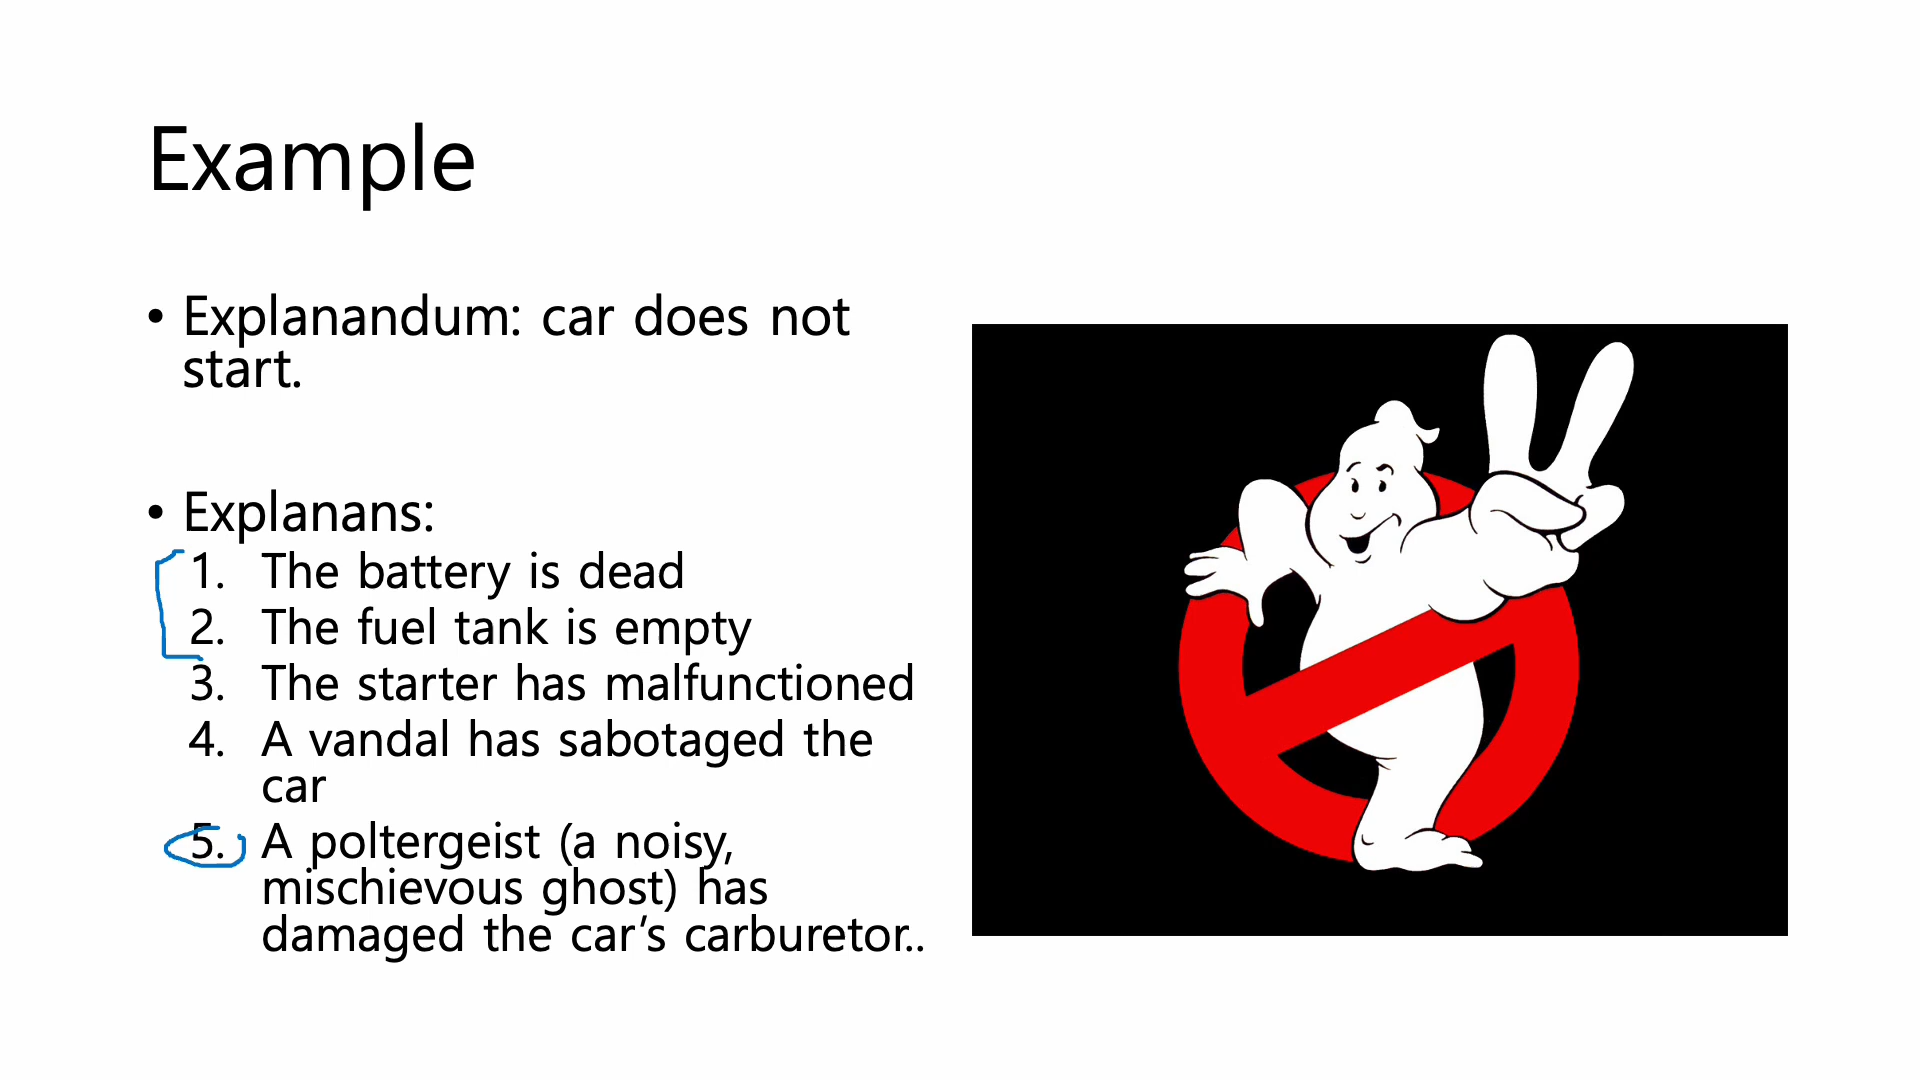 Example
• Explanandum: car does not
start.
• Explanans:
1. The battery is dead
2. The fuel tank is empty
3. The starter has malfunctioned
4. A vandal has sabotaged the
car
5. A poltergeist (a noisy,
mischievous ghost) has
damaged the car’s carburetor..